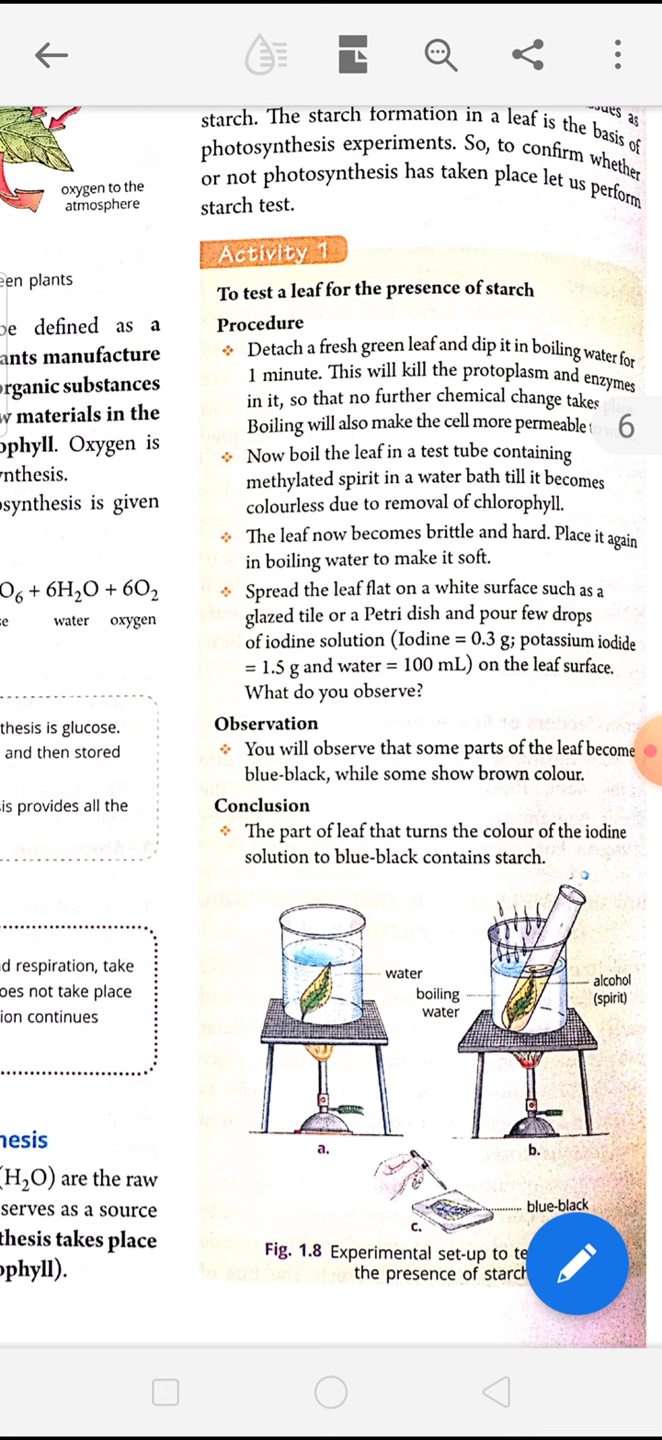 oxygen to the
atmosphere
een plants
be defined as a
ants manufacture
organic substances
w materials in the
ophyll. Oxygen is
nthesis.
osynthesis is given
O6 + 6H2O + 6O2
water oxygen
thesis is glucose.
and then stored
is provides all the
d respiration, take
oes not take place
ion continues
hesis
(H2O) are the raw
serves as a source
thesis takes place
ophyll).
as
starch. The starch formation in a leaf is the basis of
photosynthesis experiments. So, to confirm whether
or not photosynthesis has taken place let us perform
starch test.
Activity 1
To test a leaf for the presence of starch
Procedure
❖ Detach a fresh green leaf and dip it in boiling water for
1 minute. This will kill the protoplasm and enzymes
in it, so that no further chemical change takes place
Boiling will also make the cell more permeable
6
❖ Now boil the leaf in a test tube containing
methylated spirit in a water bath till it becomes
colourless due to removal of chlorophyll.
❖ The leaf now becomes brittle and hard. Place it again
in boiling water to make it soft.
❖ Spread the leaf flat on a white surface such as a
glazed tile or a Petri dish and pour few drops
of iodine solution (Iodine = 0.3 g; potassium iodide
= 1.5 g and water = 100 mL) on the leaf surface.
What do you observe?
Observation
❖ You will observe that some parts of the leaf become
blue-black, while some show brown colour.
Conclusion
❖ The part of leaf that turns the colour of the iodine
solution to blue-black contains starch.
water
boiling
water
alcohol
(spirit)
a.
b.
blue-black
c.
Fig. 1.8 Experimental set-up to te
the presence of starch